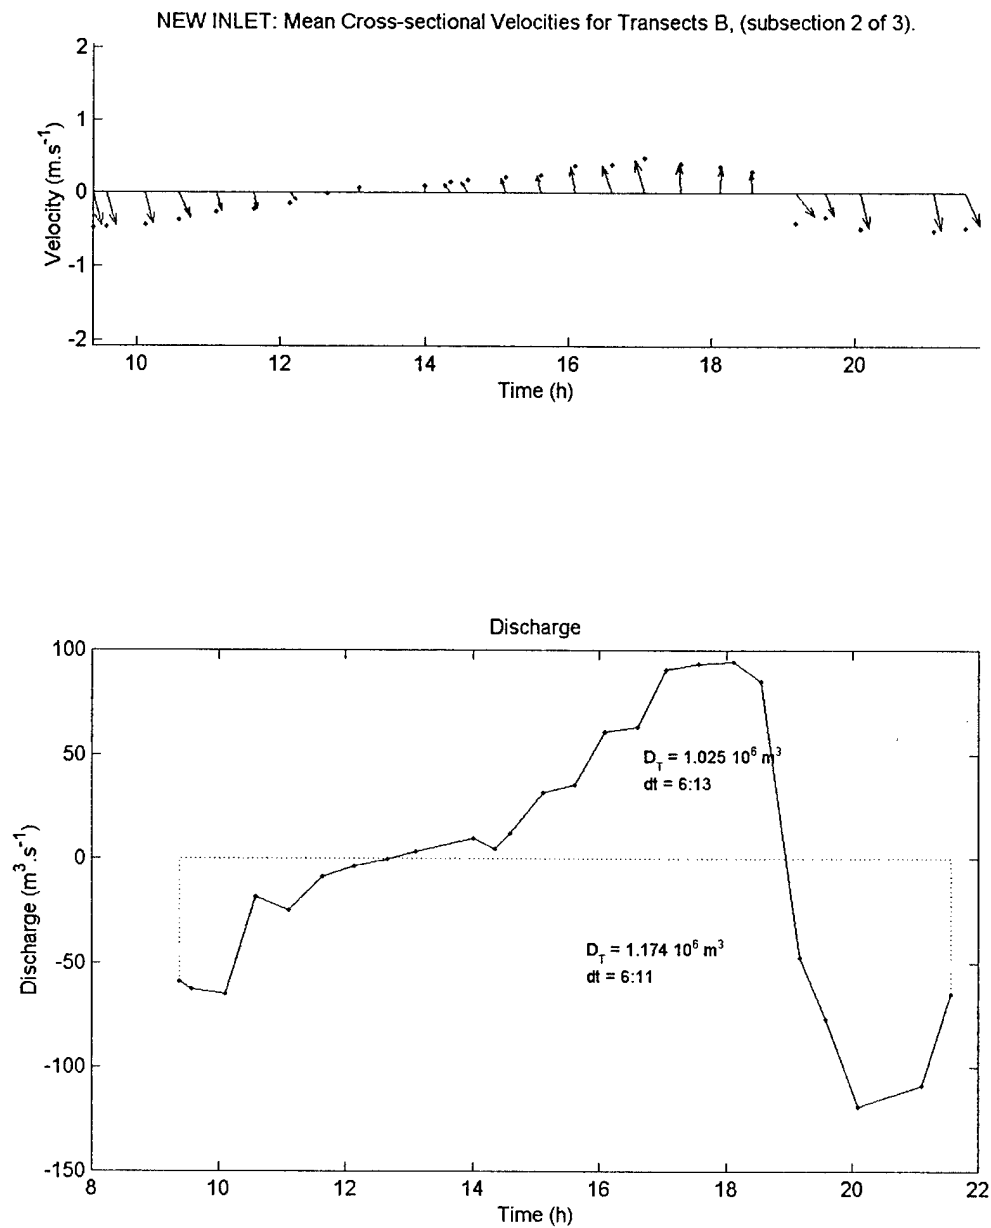 NEW INLET: Mean Cross-sectional Velocities for Transects B, (subsection 2 of 3).
2
1
0
-1
-2
Velocity (m.s⁻¹)
10 12 14 16 18 20
Time (h)
Discharge
100
50
0
-50
-100
-150
Discharge (m³.s⁻¹)
D_T = 1.025 10⁶ m³
dt = 6:13
D_T = 1.174 10⁶ m³
dt = 6:11
8 10 12 14 16 18 20 22
Time (h)